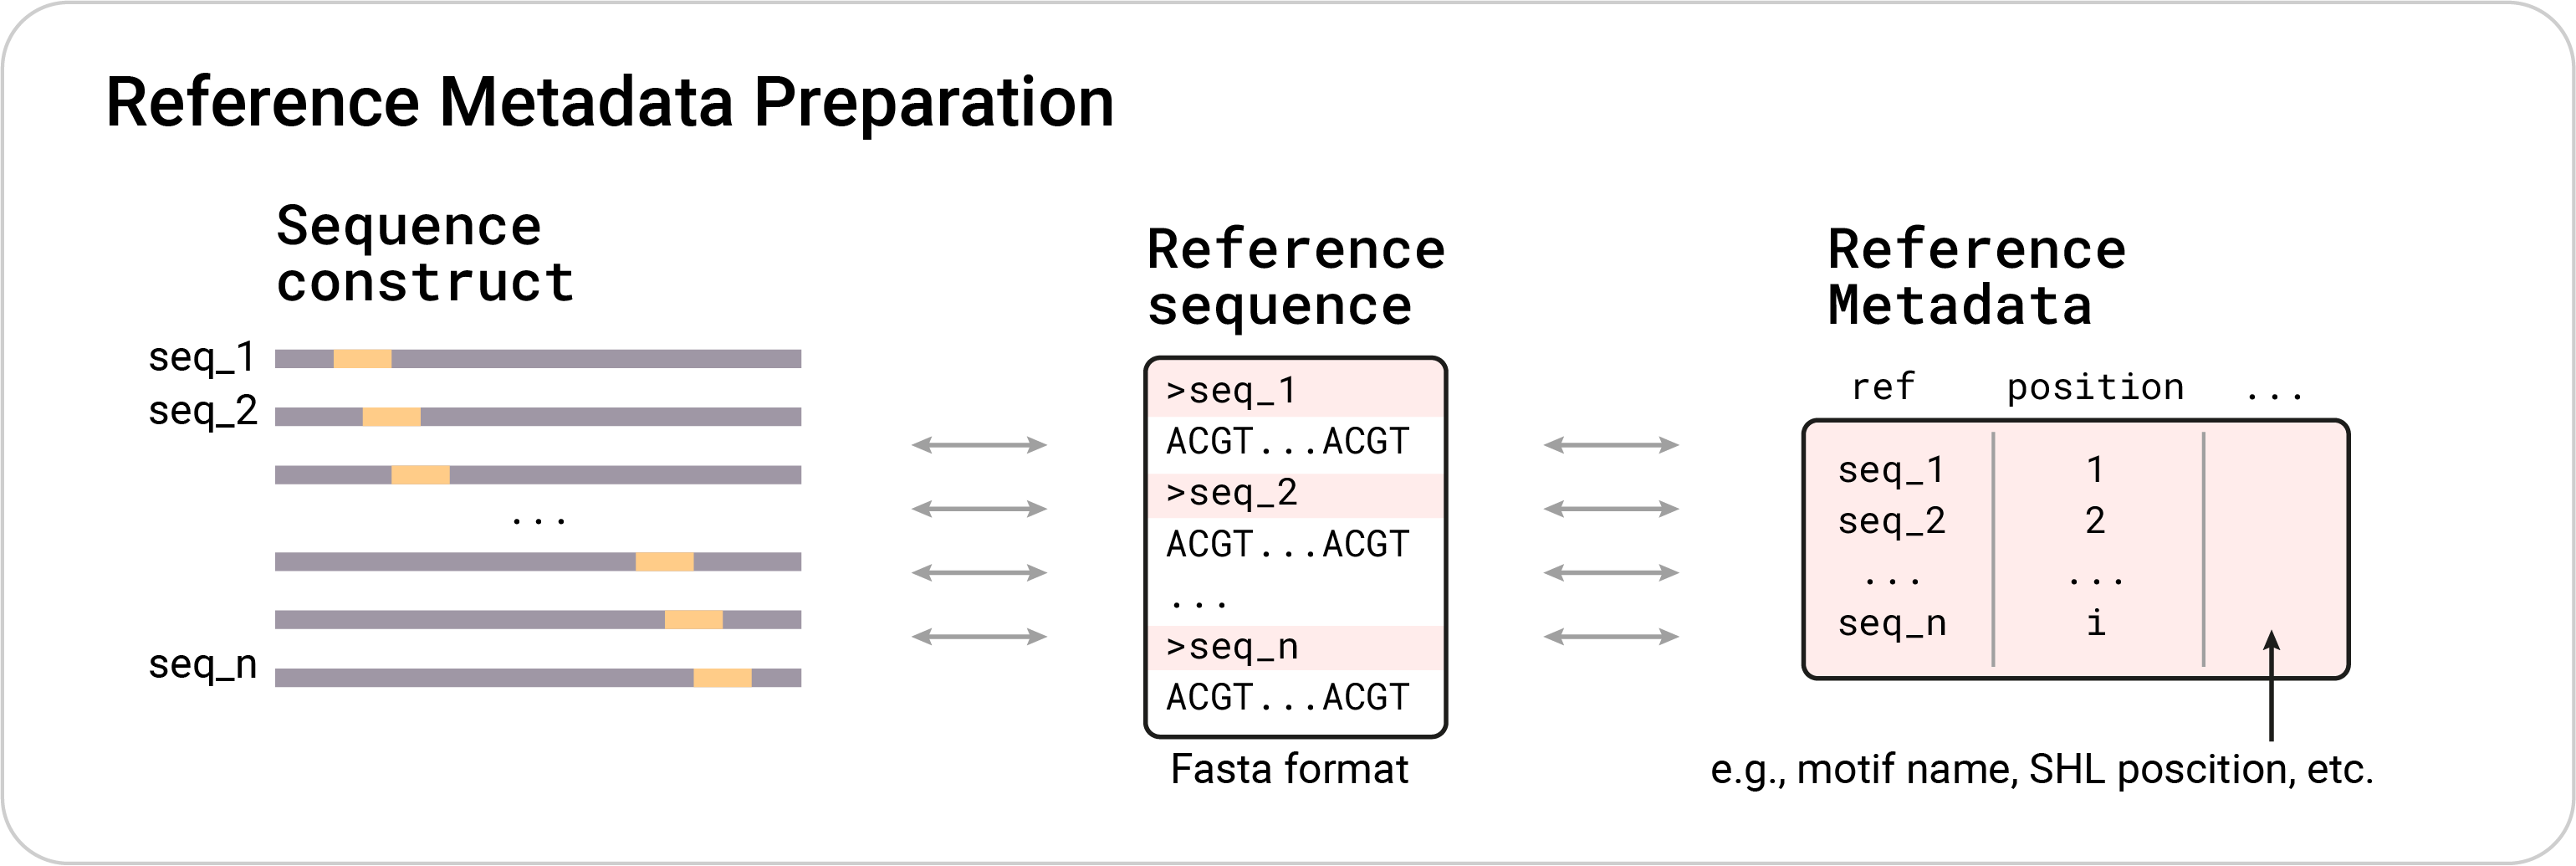 Reference Metadata Preparation
Sequence
construct
seq_1
seq_2
...
seq_n
Reference
sequence
>seq_1
ACGT...ACGT
>seq_2
ACGT...ACGT
...
>seq_n
ACGT...ACGT
Fasta format
Reference
Metadata
ref position ...
seq_1 1
seq_2 2
... ...
seq_n i
e.g., motif name, SHL poscition, etc.